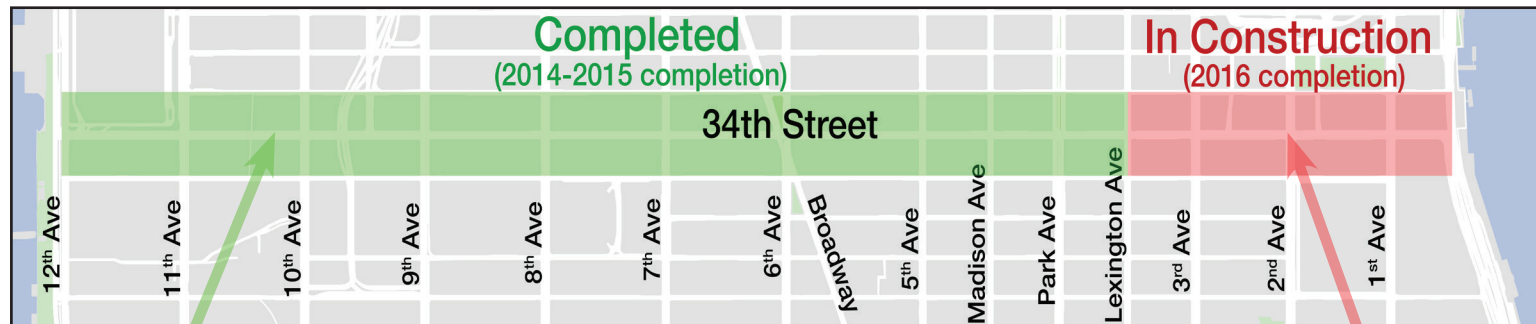 Completed
(2014-2015 completion)
In Construction
(2016 completion)
34th Street
12th Ave
11th Ave
10th Ave
9th Ave
8th Ave
7th Ave
6th Ave
Broadway
5th Ave
Madison Ave
Park Ave
Lexington Ave
3rd Ave
2nd Ave
1st Ave